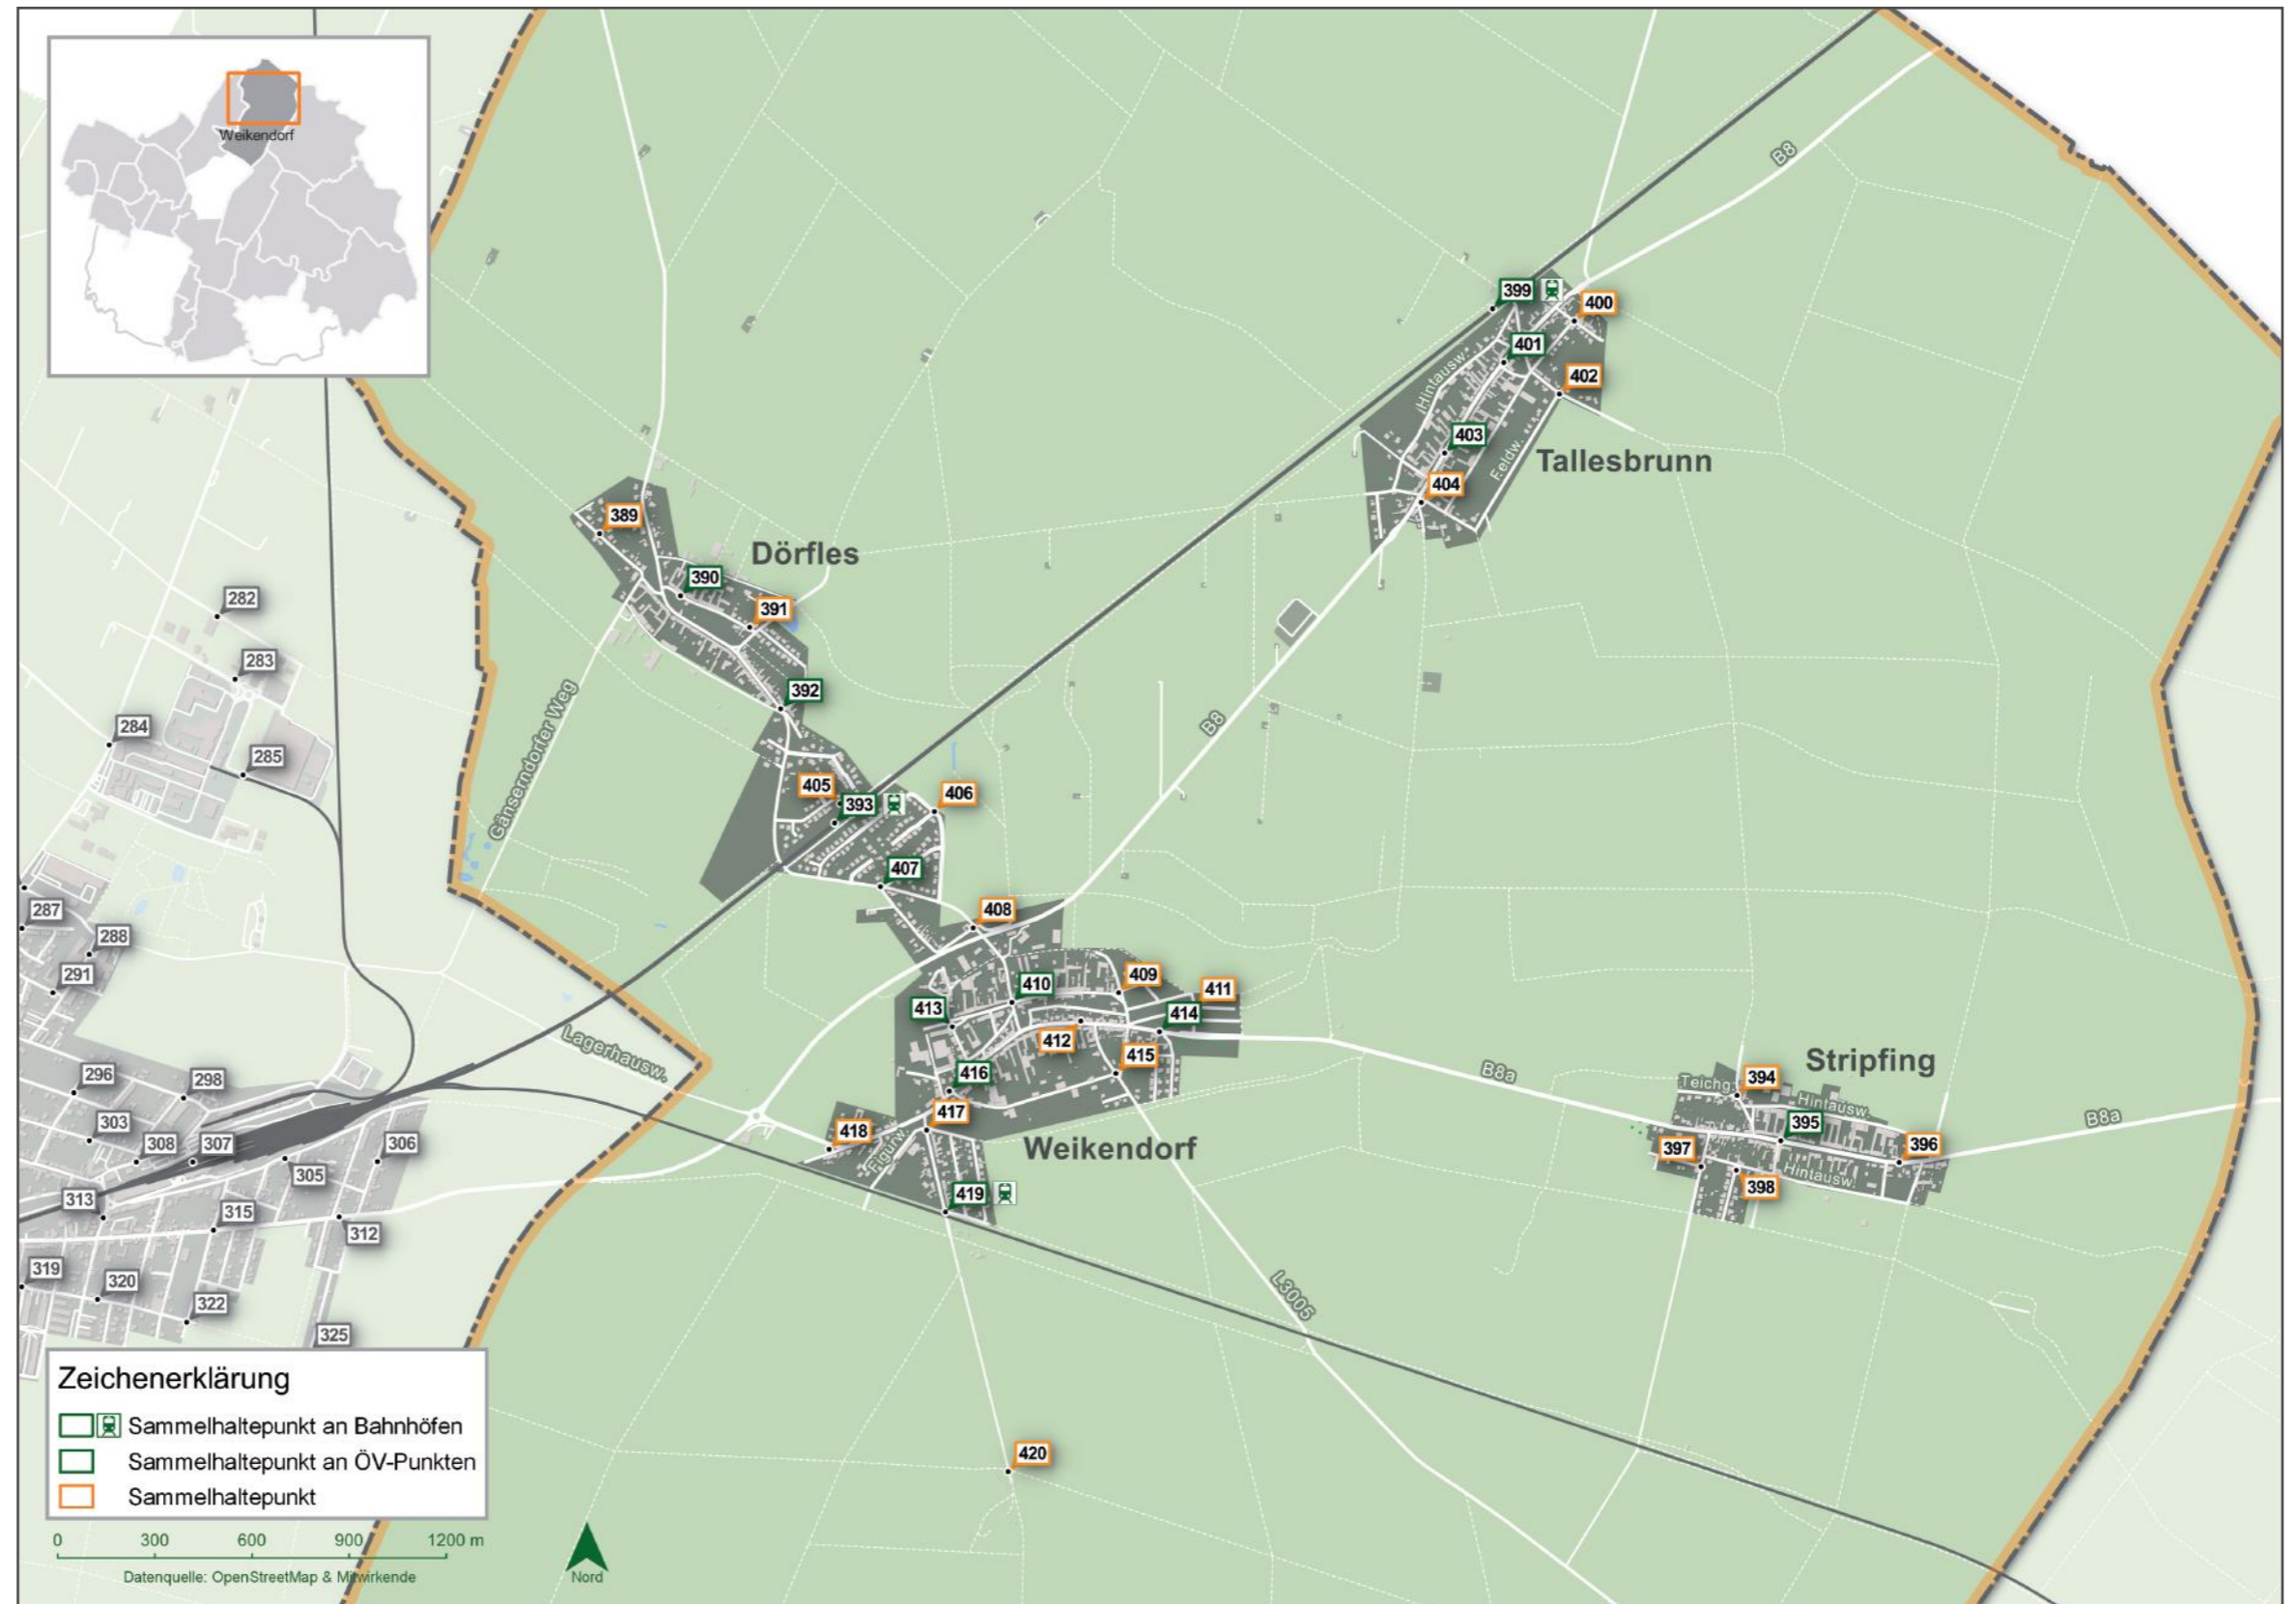 Weikendorf
B8
399
400
401
Hintausw.
402
403
Feldw.
Tallesbrunn
404
389
Dörfles
390
391
282
283
392
Gänserndorfer Weg
284
B8
285
405
393
406
407
287
408
288
291
409
410
411
413
414
412
415
Lagerhausw.
416
B8a
Stripfing
296
298
Teichg.
394
Hintausw.
B8a
417
303
395
418
308
307
306
Figurw.
Weikendorf
397
396
305
Hintausw.
398
313
419
315
312
319
320
L3005
322
325
Zeichenerklärung
Sammelhaltepunkt an Bahnhöfen
Sammelhaltepunkt an ÖV-Punkten
Sammelhaltepunkt
420
0 300 600 900 1200 m
Datenquelle: OpenStreetMap & Mitwirkende
Nord